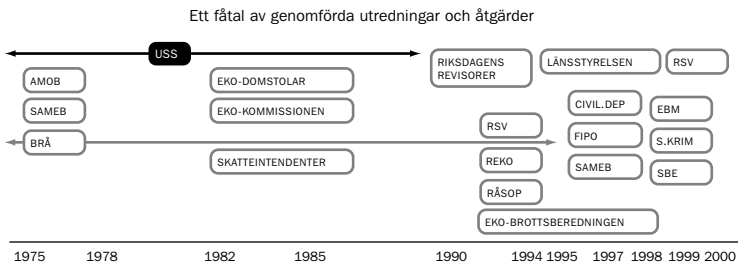 Ett fåtal av genomförda utredningar och åtgärder
USS
RIKSDAGENS
REVISORER
LÄNSSTYRELSEN
RSV
AMOB
EKO-DOMSTOLAR
SAMEB
EKO-KOMMISSIONEN
CIVIL.DEP
EBM
RSV
BRÅ
FIPO
S.KRIM
SKATTEINTENDENTER
REKO
SAMEB
SBE
RÅSOP
EKO-BROTTSBEREDNINGEN
1975 1978 1982 1985 1990 1994 1995 1997 1998 1999 2000